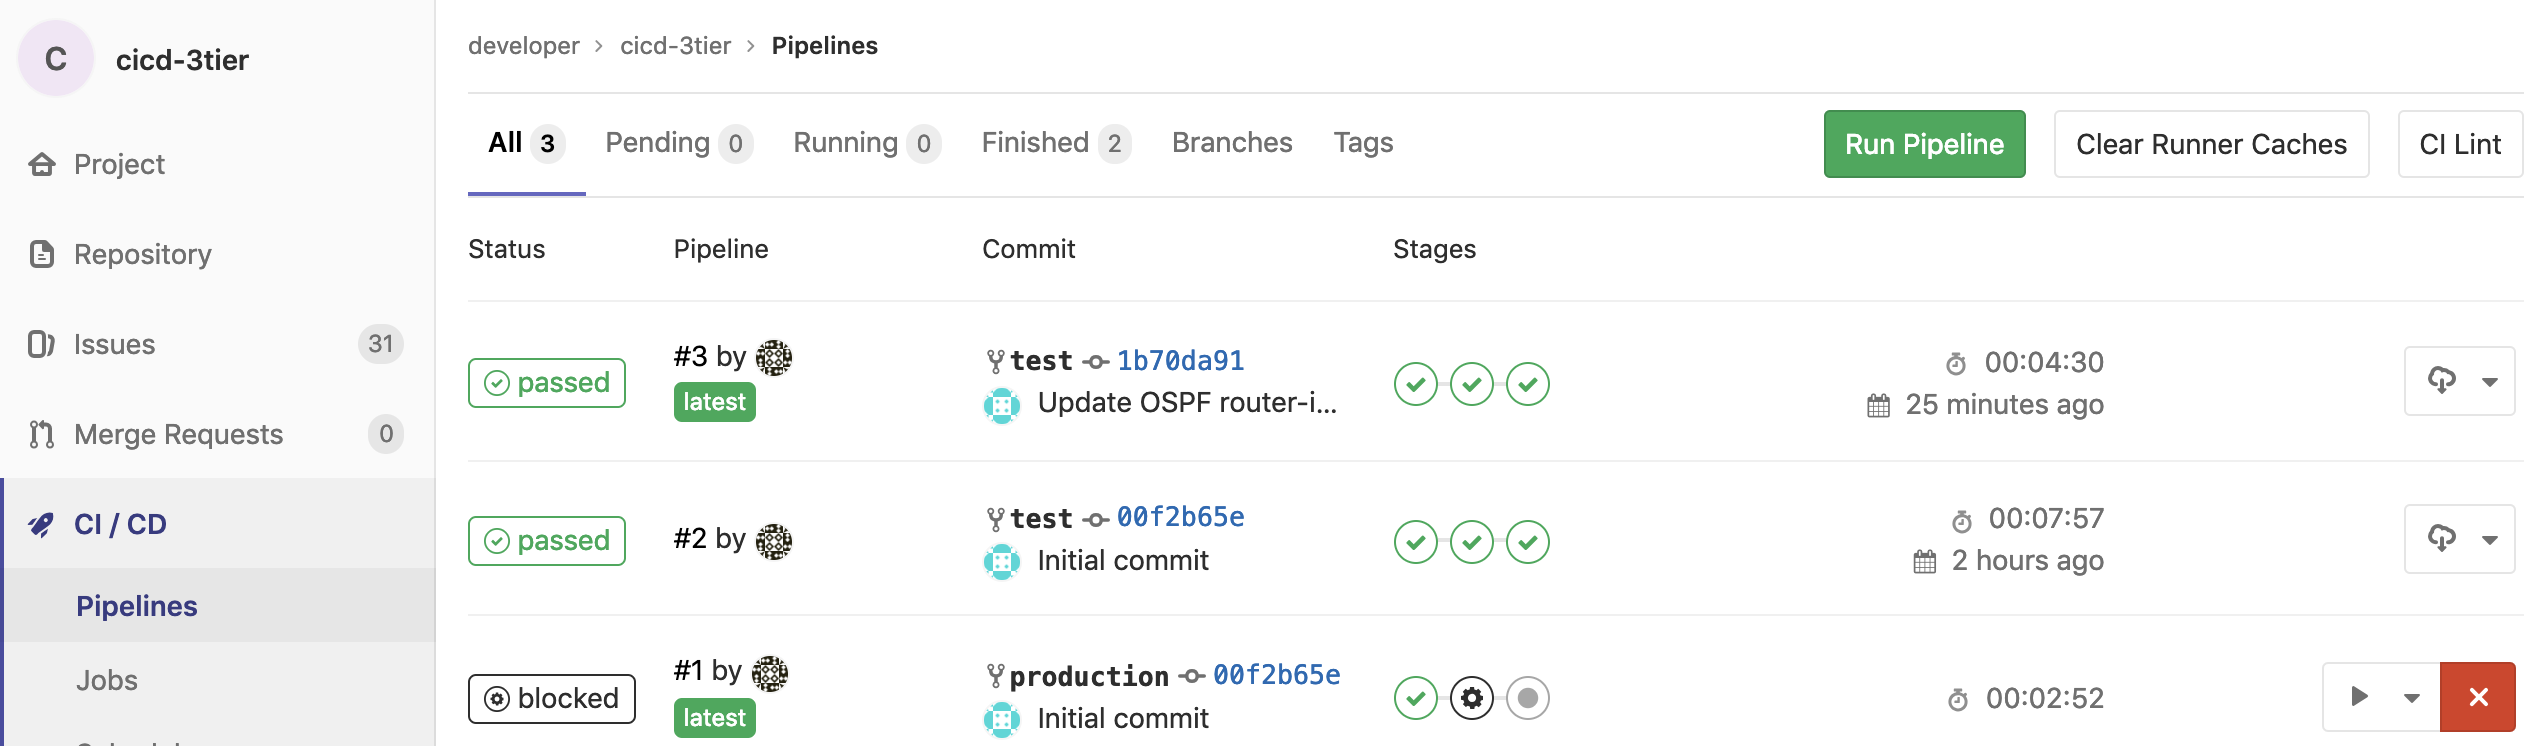 C cicd-3tier
Project
Repository
Issues 31
Merge Requests 0
CI / CD
Pipelines
Jobs
developer > cicd-3tier > Pipelines
All 3 Pending 0 Running 0 Finished 2 Branches Tags Run Pipeline Clear Runner Caches CI Lint
Status Pipeline Commit Stages
passed
#3 by
latest
test 1b70da91
Update OSPF router-i...
00:04:30
25 minutes ago
passed
#2 by
test 00f2b65e
Initial commit
00:07:57
2 hours ago
blocked
#1 by
latest
production 00f2b65e
Initial commit
00:02:52